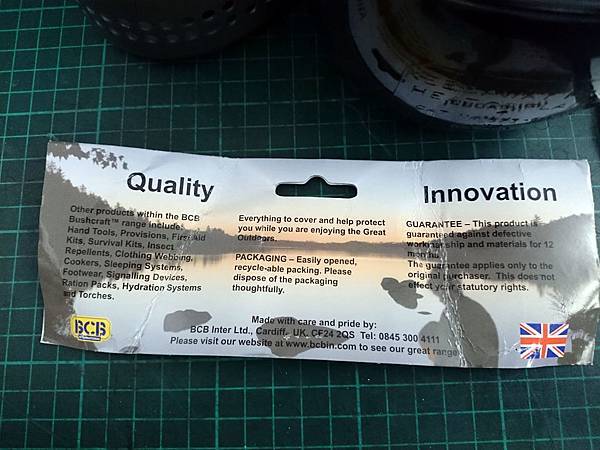 Quality
Other products within the BCB
Bushcraft™ range include:
Hand Tools, Provisions, First Aid
Kits, Survival Kits, Insect
Repellents, Clothing Webbing,
Cookers, Sleeping Systems,
Footwear, Signalling Devices,
Ration Packs, Hydration Systems
and Torches.
Everything to cover and help protect
you while you are enjoying the Great
Outdoors.
PACKAGING – Easily opened,
recycle-able packing. Please
dispose of the packaging
thoughtfully.
Innovation
GUARANTEE – This product is
guaranteed against defective
workmanship and materials for 12
months.
The guarantee applies only to the
original purchaser. This does not
effect your statutory rights.
Made with care and pride by:
BCB Inter Ltd., Cardiff. UK. CF24 2QS Tel: 0845 300 4111
Please visit our website at www.bcbin.com to see our great range
BCB